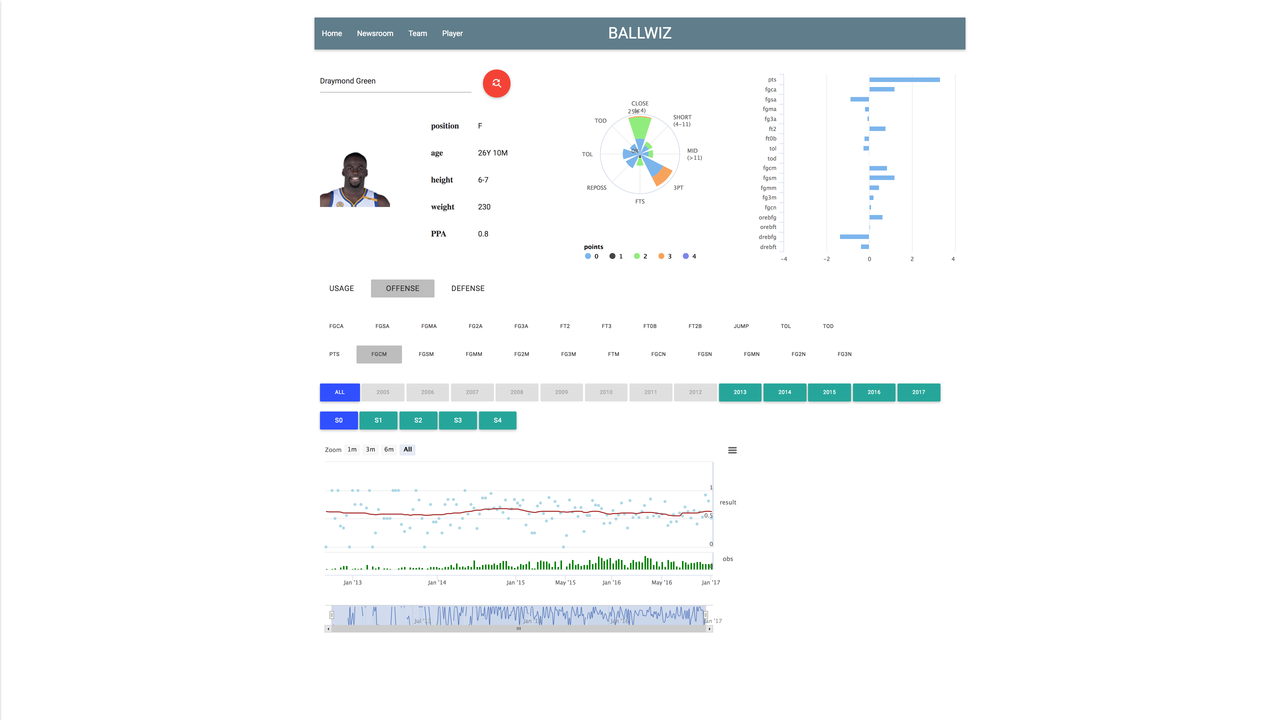 Home Newsroom Team Player BALLWIZ
Draymond Green
position F
age 26Y 10M
height 6-7
weight 230
PPA 0.8
CLOSE
(<4)
25%
SHORT
(4-11)
MID
(>11)
3PT
FTS
REPOSS
TOL
TOD
points
0 1 2 3 4
pts
fgca
fgsa
fgma
fg3a
ft2
ft0b
tol
tod
fgcm
fgsm
fgmm
fg3m
fgcn
orebfg
orebft
drebfg
drebft
-4 -2 0 2 4
USAGE OFFENSE DEFENSE
FGCA FGSA FGMA FG2A FG3A FT2 FT3 FT0B FT2B JUMP TOL TOD
PTS FGCM FGSM FGMM FG2M FG3M FTM FGCN FGSN FGMN FG2N FG3N
ALL 2005 2006 2007 2008 2009 2010 2011 2012 2013 2014 2015 2016 2017
S0 S1 S2 S3 S4
Zoom 1m 3m 6m All
1
result
0.5
0
obs
Jan '13 Jan '14 Jan '15 May '15 Jan '16 May '16 Jan '17